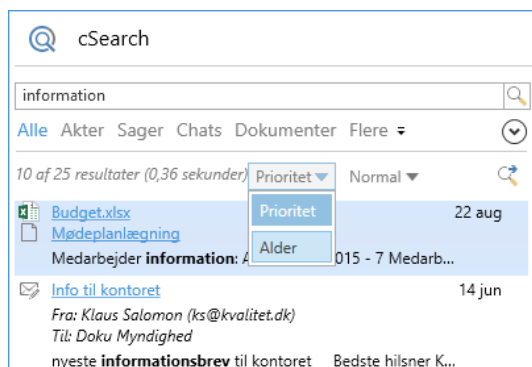 cSearch
information
Alle Akter Sager Chats Dokumenter Flere
10 af 25 resultater (0,36 sekunder) Prioritet Normal
Prioritet
Alder
Budget.xlsx 22 aug
Mødeplanlægning
Medarbejder information: A 015 - 7 Medarb...
Info til kontoret 14 jun
Fra: Klaus Salomon (ks@kvalitet.dk)
Til: Doku Myndighed
nyeste informationsbrev til kontoret Bedste hilsner K...